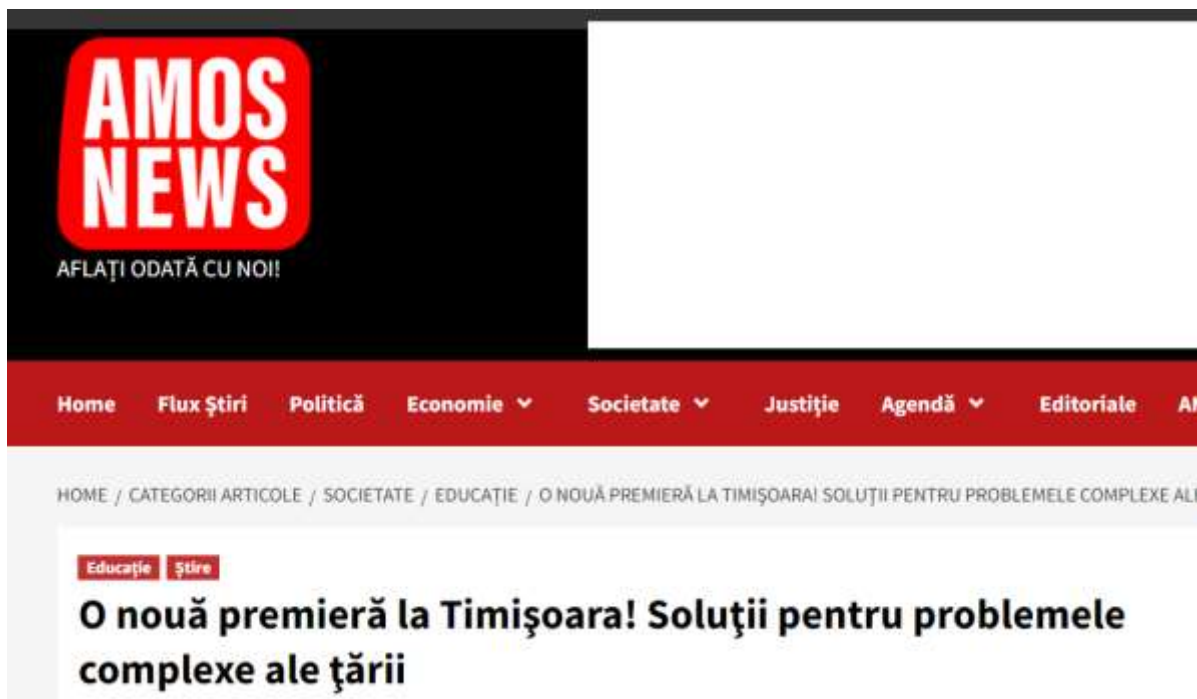 AMOS
NEWS
AFLAȚI ODATĂ CU NOI!
Home Flux Știri Politică Economie Societate Justiție Agendă Editoriale
HOME / CATEGORII ARTICOLE / SOCIETATE / EDUCAȚIE / O NOUĂ PREMIERĂ LA TIMIȘOARA! SOLUȚII PENTRU PROBLEMELE COMPLEXE
Educație Știre
O nouă premieră la Timişoara! Soluţii pentru problemele
complexe ale ţării